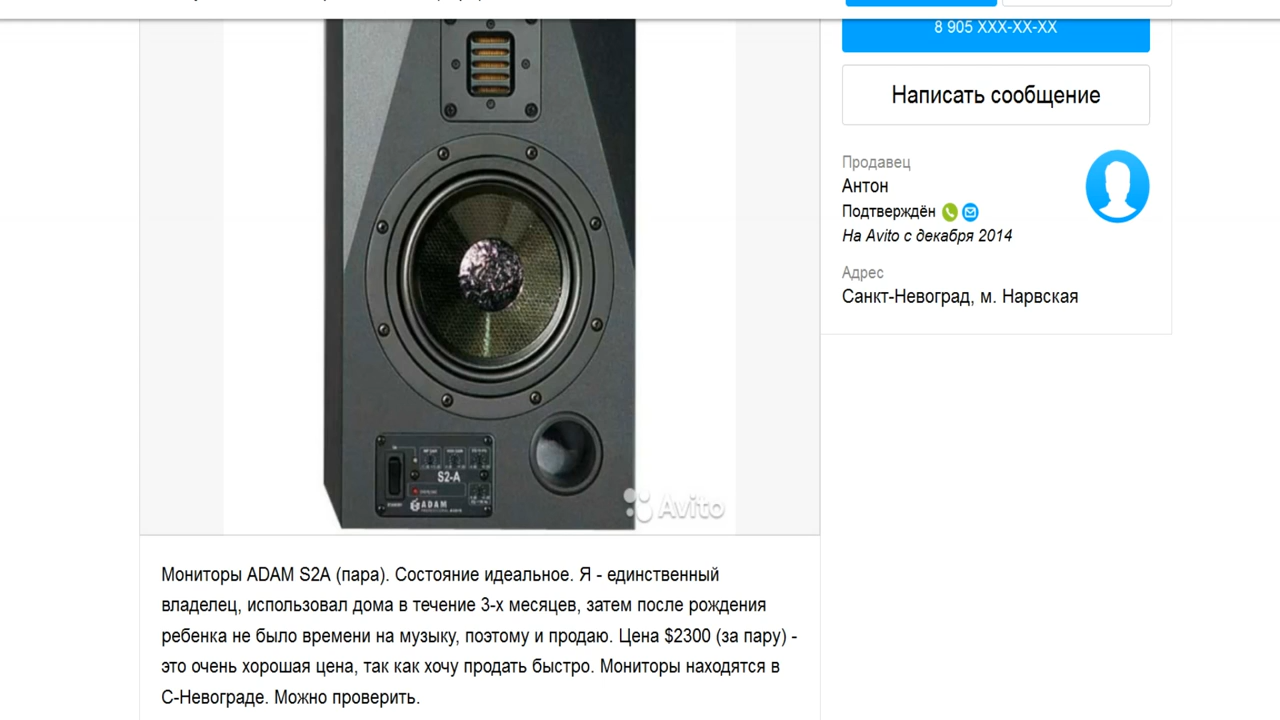 8 905 XXX-XX-XX
Написать сообщение
Продавец
Антон
Подтверждён
На Avito с декабря 2014
Адрес
Санкт-Невоград, м. Нарвская
S2-A
ADAM
Avito
Мониторы ADAM S2A (пара). Состояние идеальное. Я - единственный
владелец, использовал дома в течение 3-х месяцев, затем после рождения
ребенка не было времени на музыку, поэтому и продаю. Цена $2300 (за пару) -
это очень хорошая цена, так как хочу продать быстро. Мониторы находятся в
С-Невограде. Можно проверить.